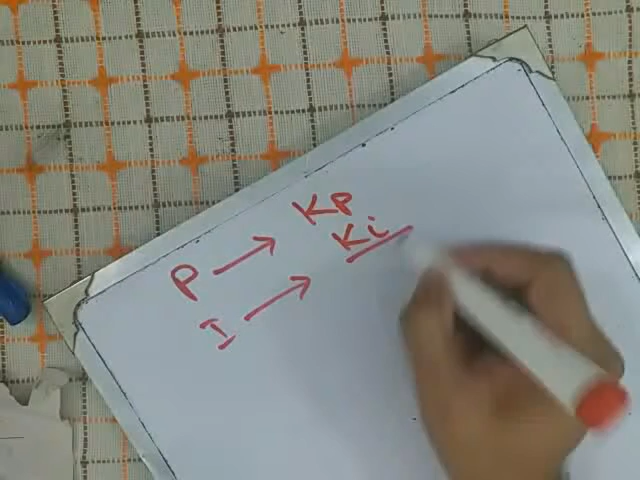 P → KP
I → Ki